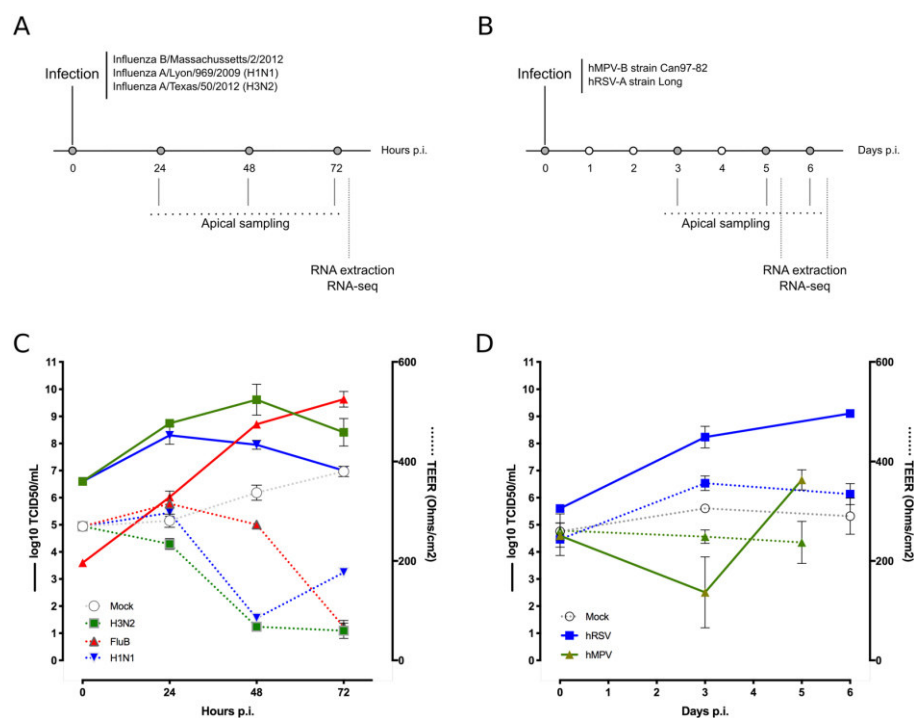 A
Infection
Influenza B/Massachussetts/2/2012
Influenza A/Lyon/969/2009 (H1N1)
Influenza A/Texas/50/2012 (H3N2)
Hours p.i.
0 24 48 72
Apical sampling
RNA extraction
RNA-seq
B
Infection
hMPV-B strain Can97-82
hRSV-A strain Long
Days p.i.
0 1 2 3 4 5 6
Apical sampling
RNA extraction
RNA-seq
C
log10 TCID50/mL
11
10
9
8
7
6
5
4
3
2
1
0
Mock
H3N2
FluB
H1N1
0 24 48 72
Hours p.i.
600
400
200
0
TEER (Ohms/cm2)
D
log10 TCID50/mL
11
10
9
8
7
6
5
4
3
2
1
0
Mock
hRSV
hMPV
0 1 2 3 4 5 6
Days p.i.
600
400
200
0
TEER (Ohms/cm2)